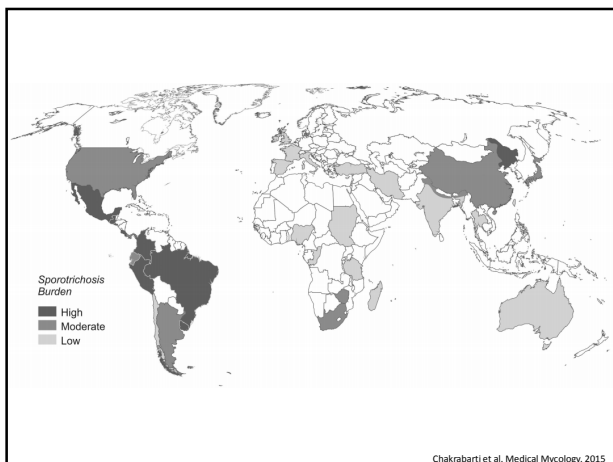 Sporotrichosis
Burden
High
Moderate
Low
Chakrabarti et al. Medical Mycology. 2015